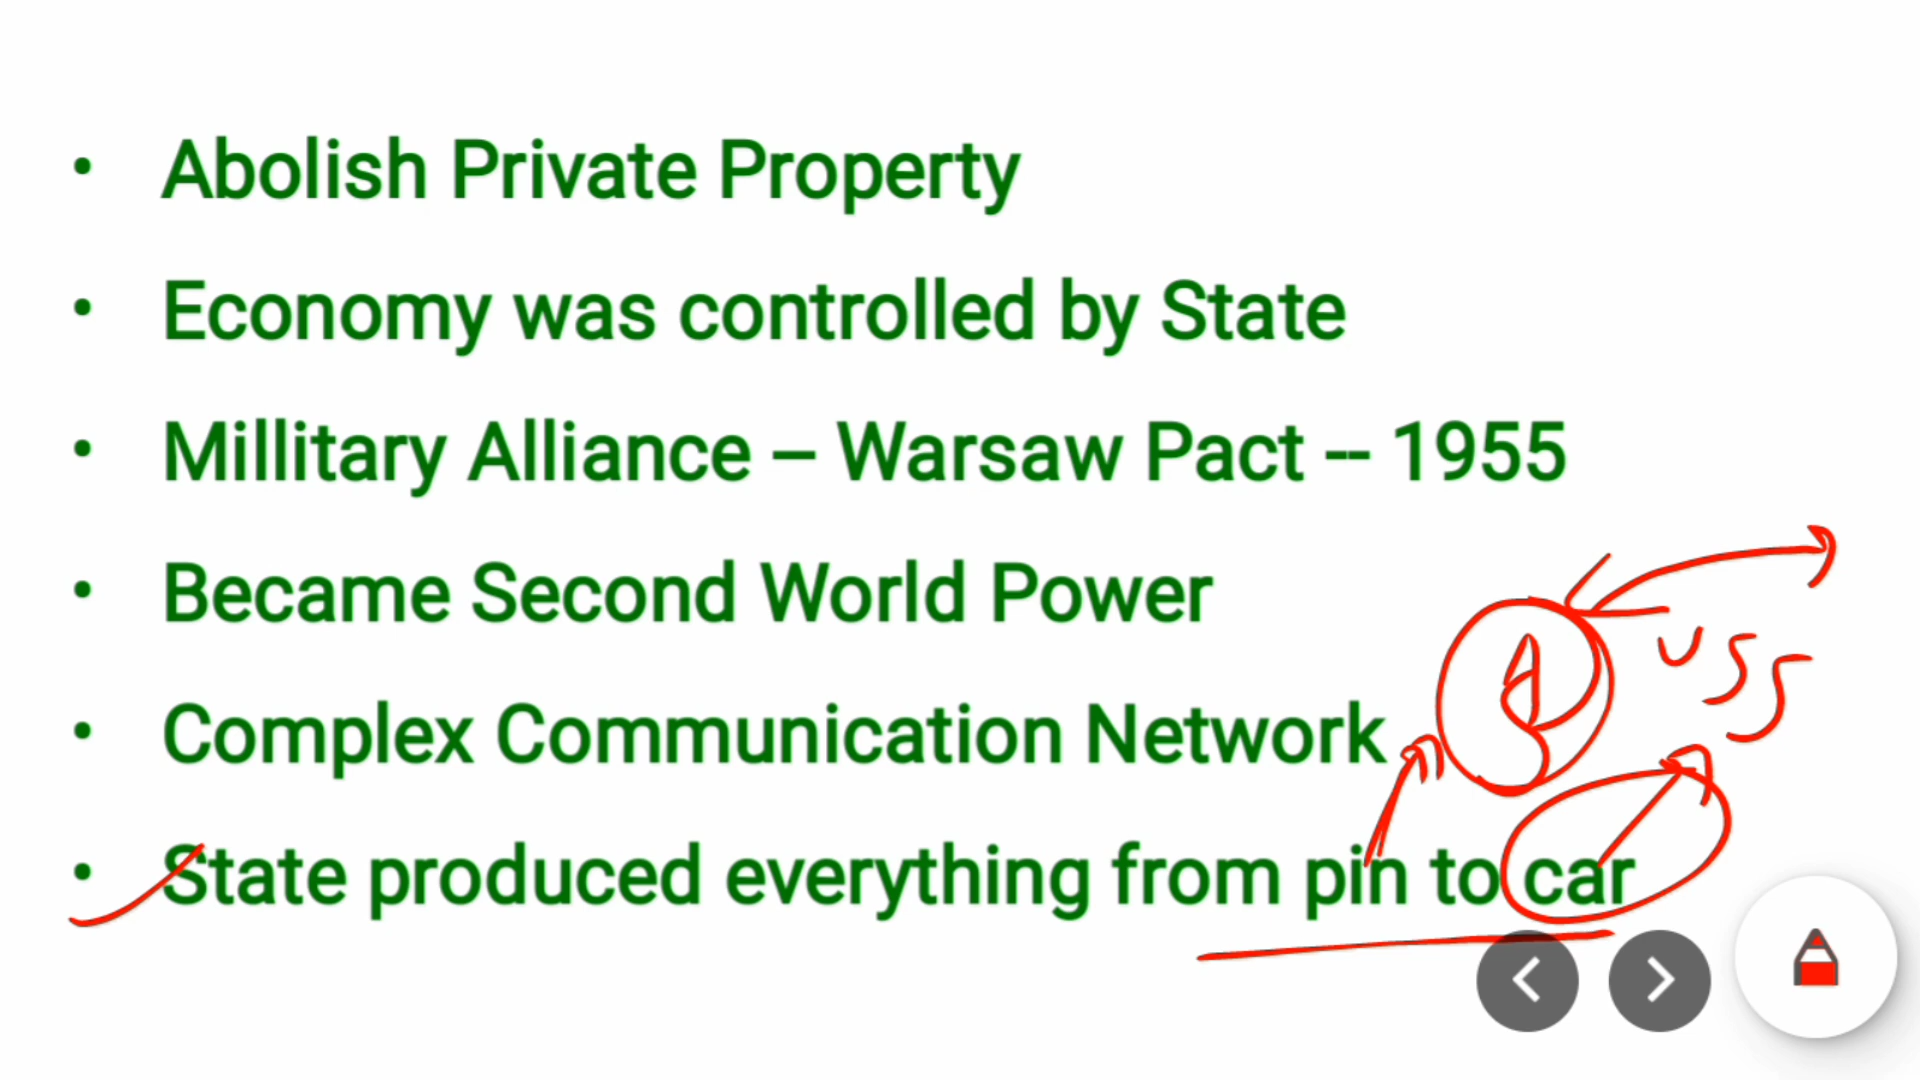 • Abolish Private Property
• Economy was controlled by State
• Millitary Alliance – Warsaw Pact -- 1955
• Became Second World Power
• Complex Communication Network
USS
• State produced everything from pin to car